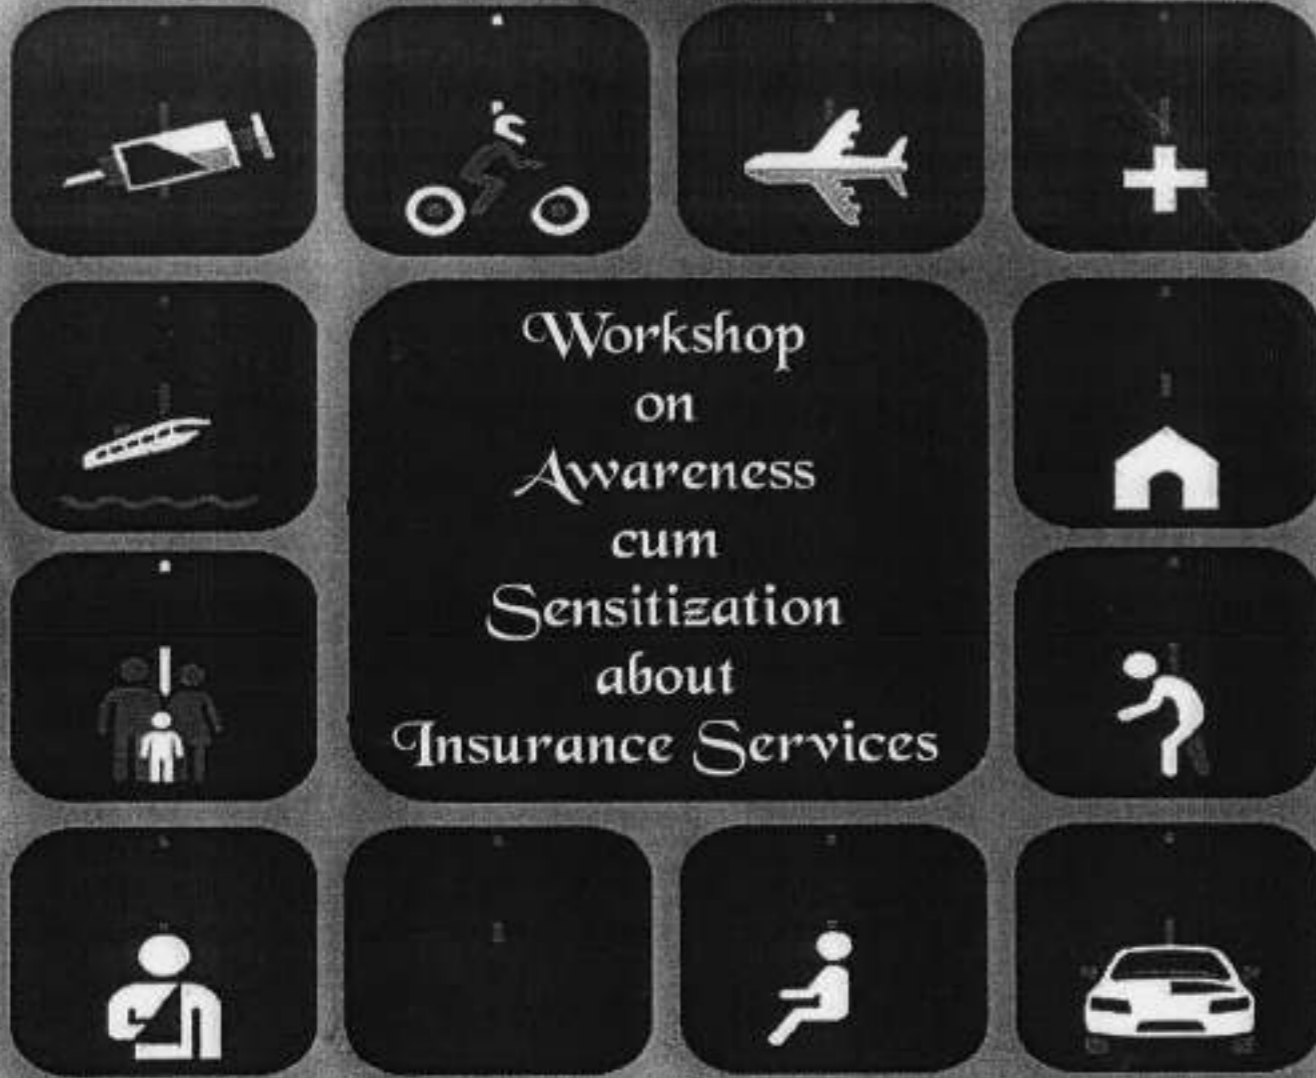 Workshop
on
Awareness
cum
Sensitization
about
Insurance Services